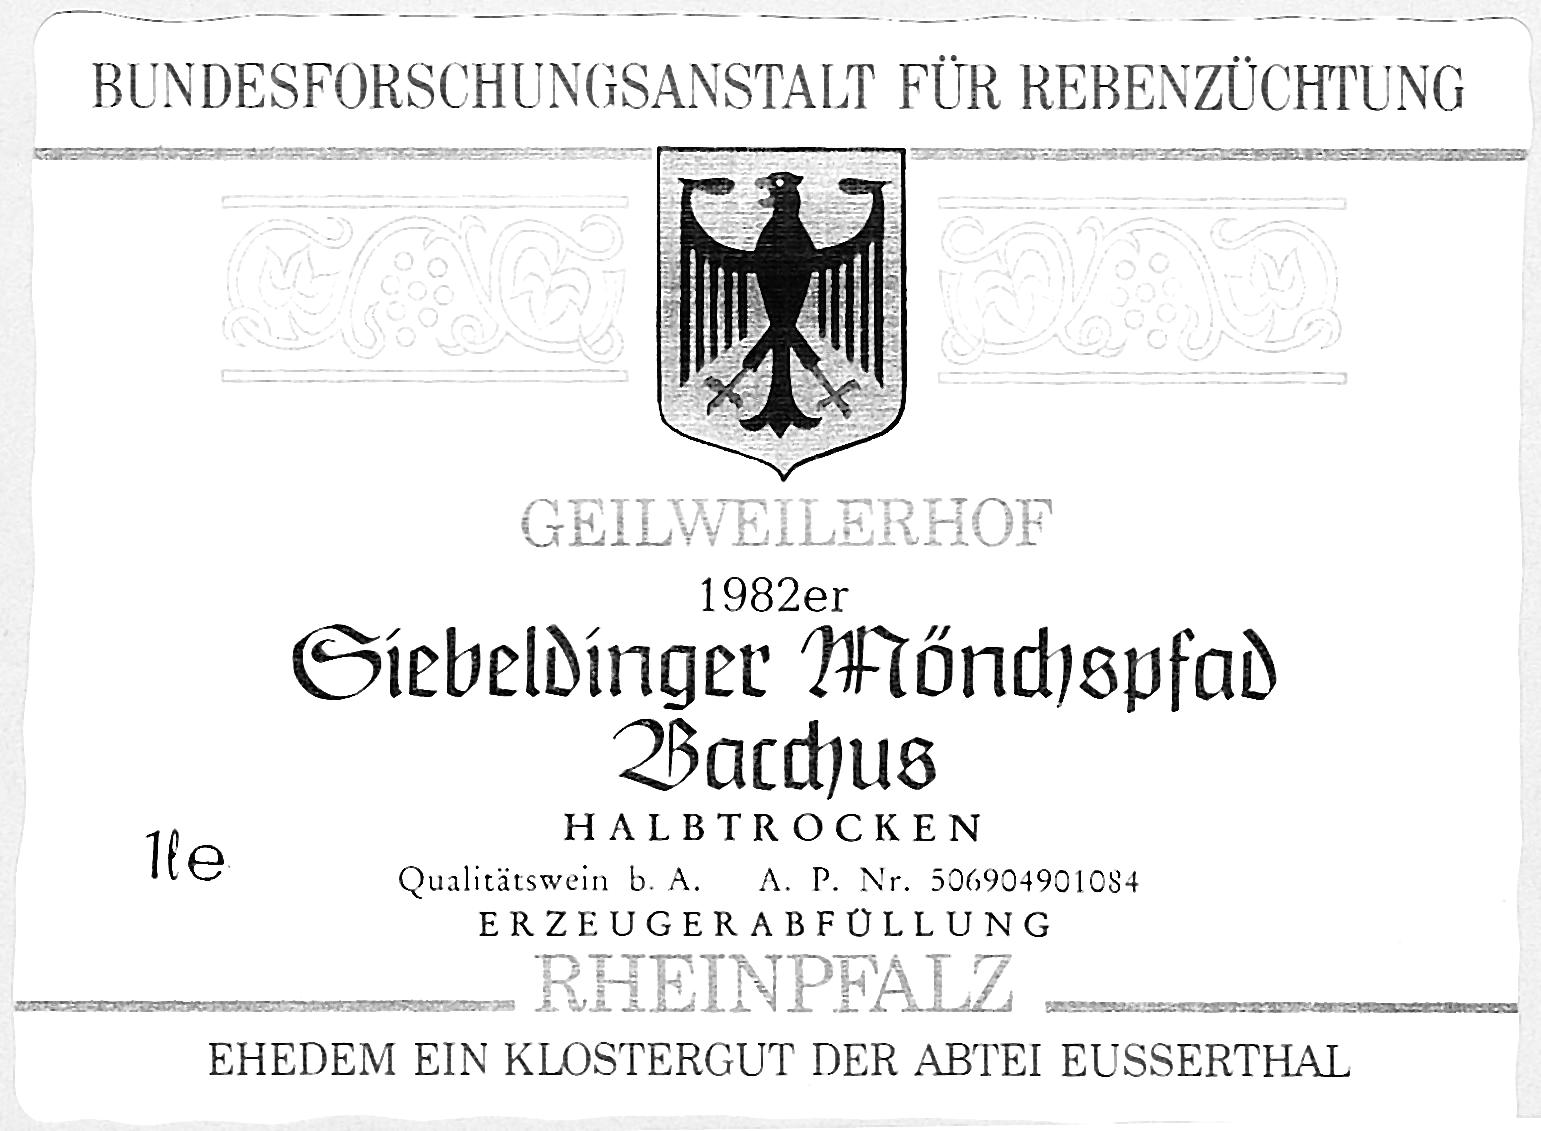 BUNDESFORSCHUNGSANSTALT FÜR REBENZÜCHTUNG
GEILWEILERHOF
1982er
Siebeldinger Mönchspfad
Bacchus
HALBTROCKEN
1 ℓ e
Qualitätswein b. A. A. P. Nr. 506904901084
ERZEUGERABFÜLLUNG
RHEINPFALZ
EHEDEM EIN KLOSTERGUT DER ABTEI EUSSERTHAL